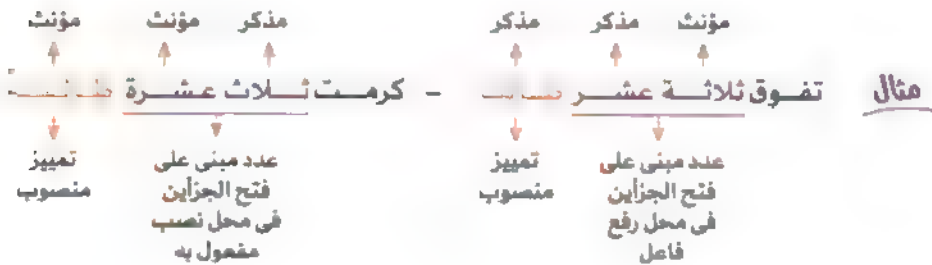 مؤنث مذكر مذكر مذكر مؤنث مؤنث
مثال تفوق ثلاثة عشر - كرمت ثلاث عشرة
عدد مبنى على فتح الجزأين فى محل رفع فاعل
تمييز منصوب
عدد مبنى على فتح الجزأين فى محل نصب مفعول به
تمييز منصوب